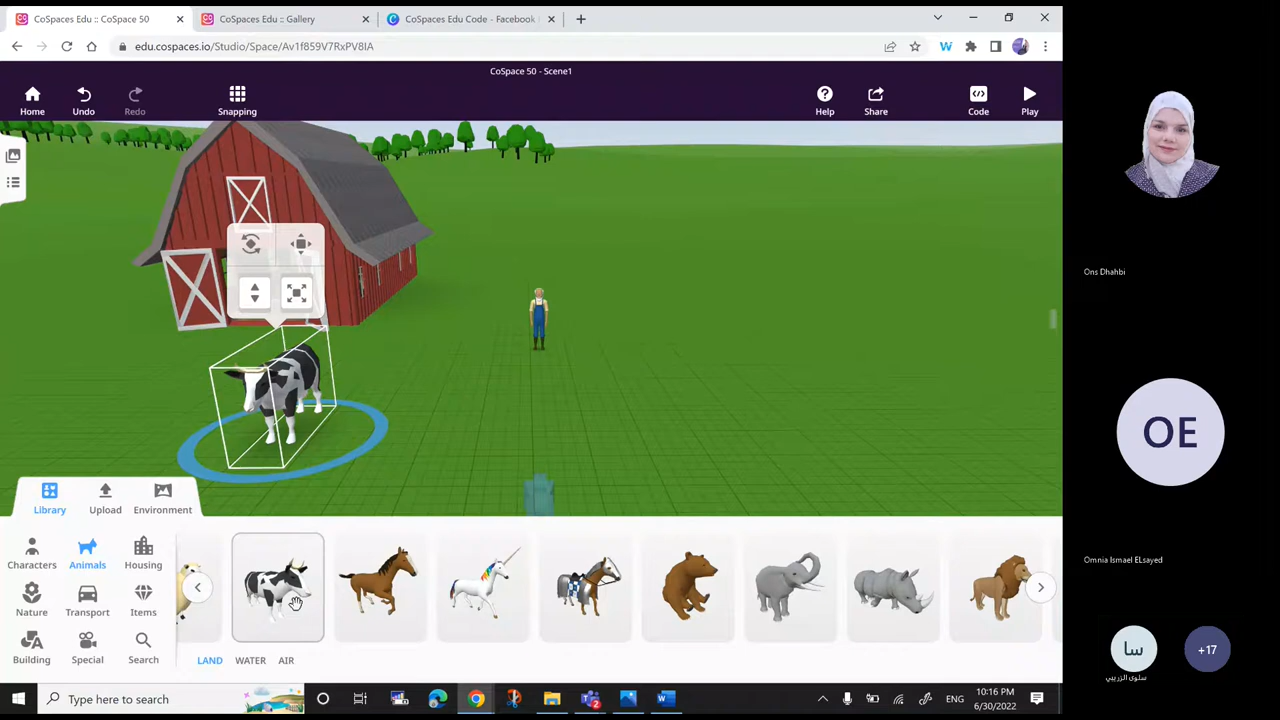 CoSpaces Edu :: CoSpace 50
CoSpaces Edu :: Gallery
CoSpaces Edu Code - Facebook
edu.cospaces.io/Studio/Space/Av1f859V7RxPV8IA
CoSpace 50 - Scene1
Home
Undo
Redo
Snapping
Help
Share
Code
Play
Ons Dhahbi
OE
Omnia Ismael ELsayed
Library
Upload
Environment
Characters
Animals
Housing
Nature
Transport
Items
Building
Special
Search
LAND
WATER
AIR
سا
+17
سلوى الزريبي
Type here to search
ENG
10:16 PM
6/30/2022